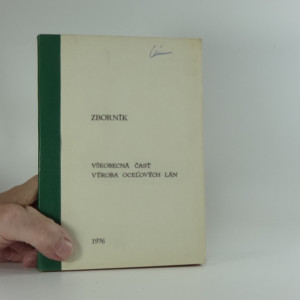 ZBORNÍK
VŠEOBECNÁ ČASŤ
VÝROBA OCEĽOVÝCH LÁN
1976